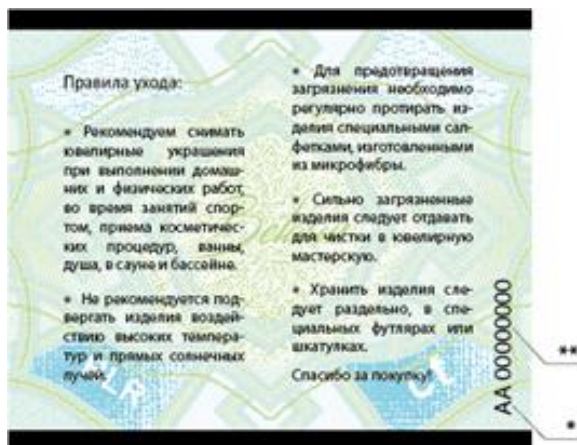 Правила ухода:
* Рекомендуем снимать
ювелирные украшения
при выполнении домаш-
них и физических работ,
во время занятий спор-
том, приема косметичес-
ких процедур, ванны,
душа, в сауне и бассейне.
* Не рекомендуется под-
вергать изделия воздей-
ствию высоких темпера-
тур и прямых солнечных
лучей.
* Для предотвращения
загрязнения необходимо
регулярно протирать из-
делия специальными сал-
фетками, изготовленными
из микрофибры.
* Сильно загрязненные
изделия следует отдавать
для чистки в ювелирную
мастерскую.
* Хранить изделия сле-
дует раздельно, в спе-
циальных футлярах или
шкатулках.
Спасибо за покупку!
АА 00000000
**
*
LR